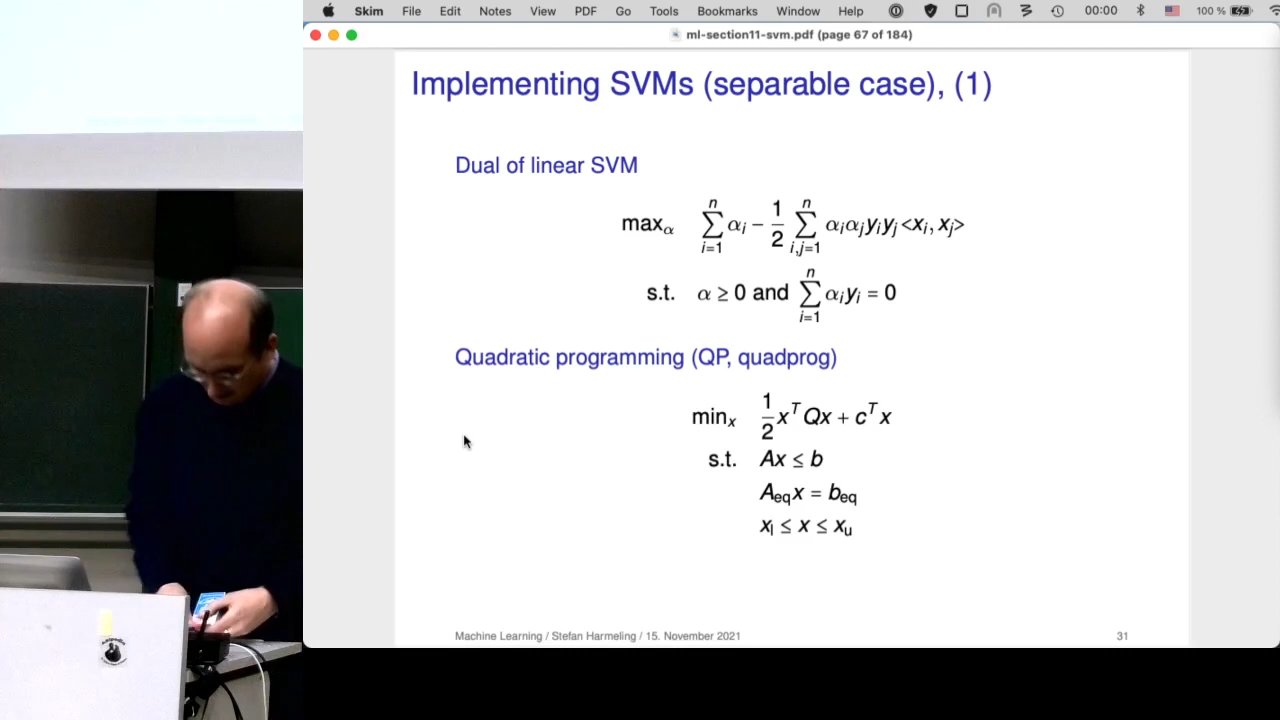 Skim File Edit Notes View PDF Go Tools Bookmarks Window Help 00:00 100 %
ml-section11-svm.pdf (page 67 of 184)
Implementing SVMs (separable case), (1)
Dual of linear SVM
max_α ∑_{i=1}^{n} α_i − 1/2 ∑_{i,j=1}^{n} α_i α_j y_i y_j <x_i, x_j>
s.t. α ≥ 0 and ∑_{i=1}^{n} α_i y_i = 0
Quadratic programming (QP, quadprog)
min_x 1/2 x^T Q x + c^T x
s.t. Ax ≤ b
A_eq x = b_eq
x_l ≤ x ≤ x_u
Machine Learning / Stefan Harmeling / 15. November 2021 31